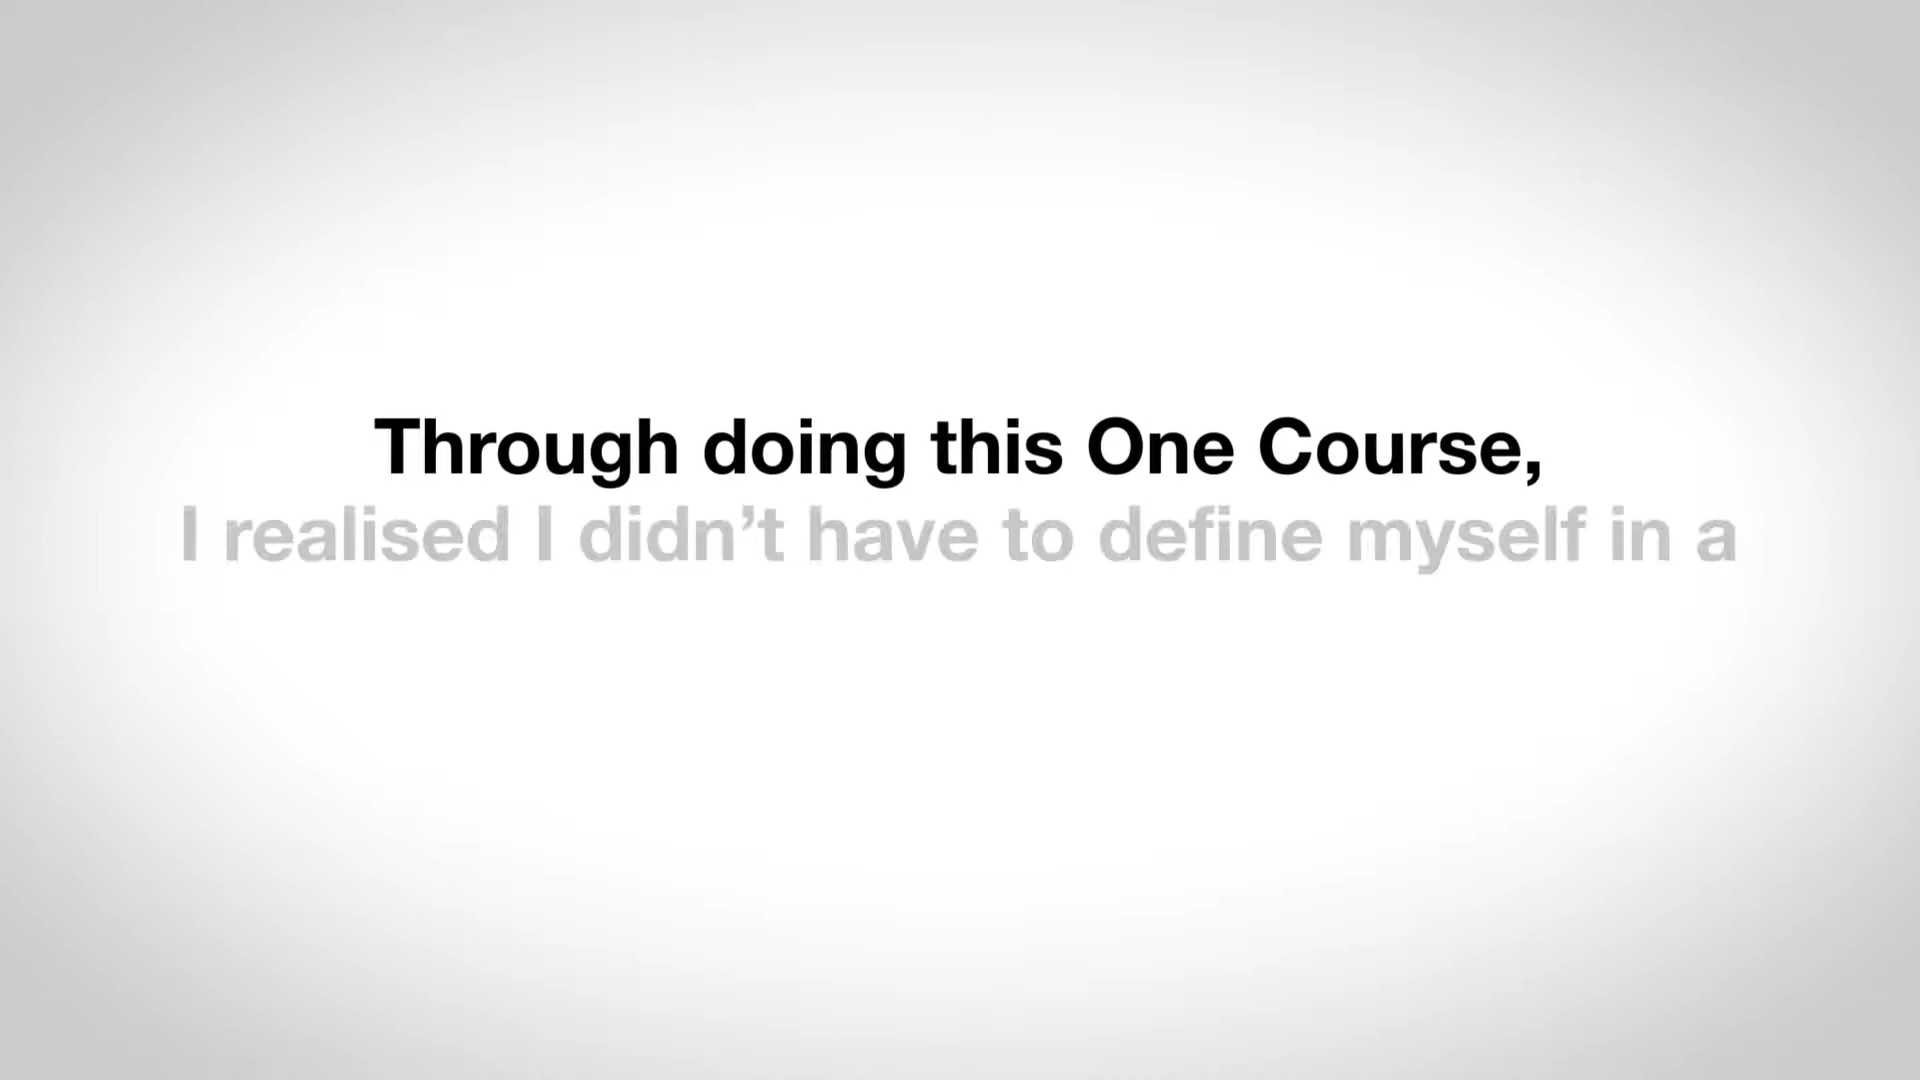 Through doing this One Course,
I realised I didn’t have to define myself in a